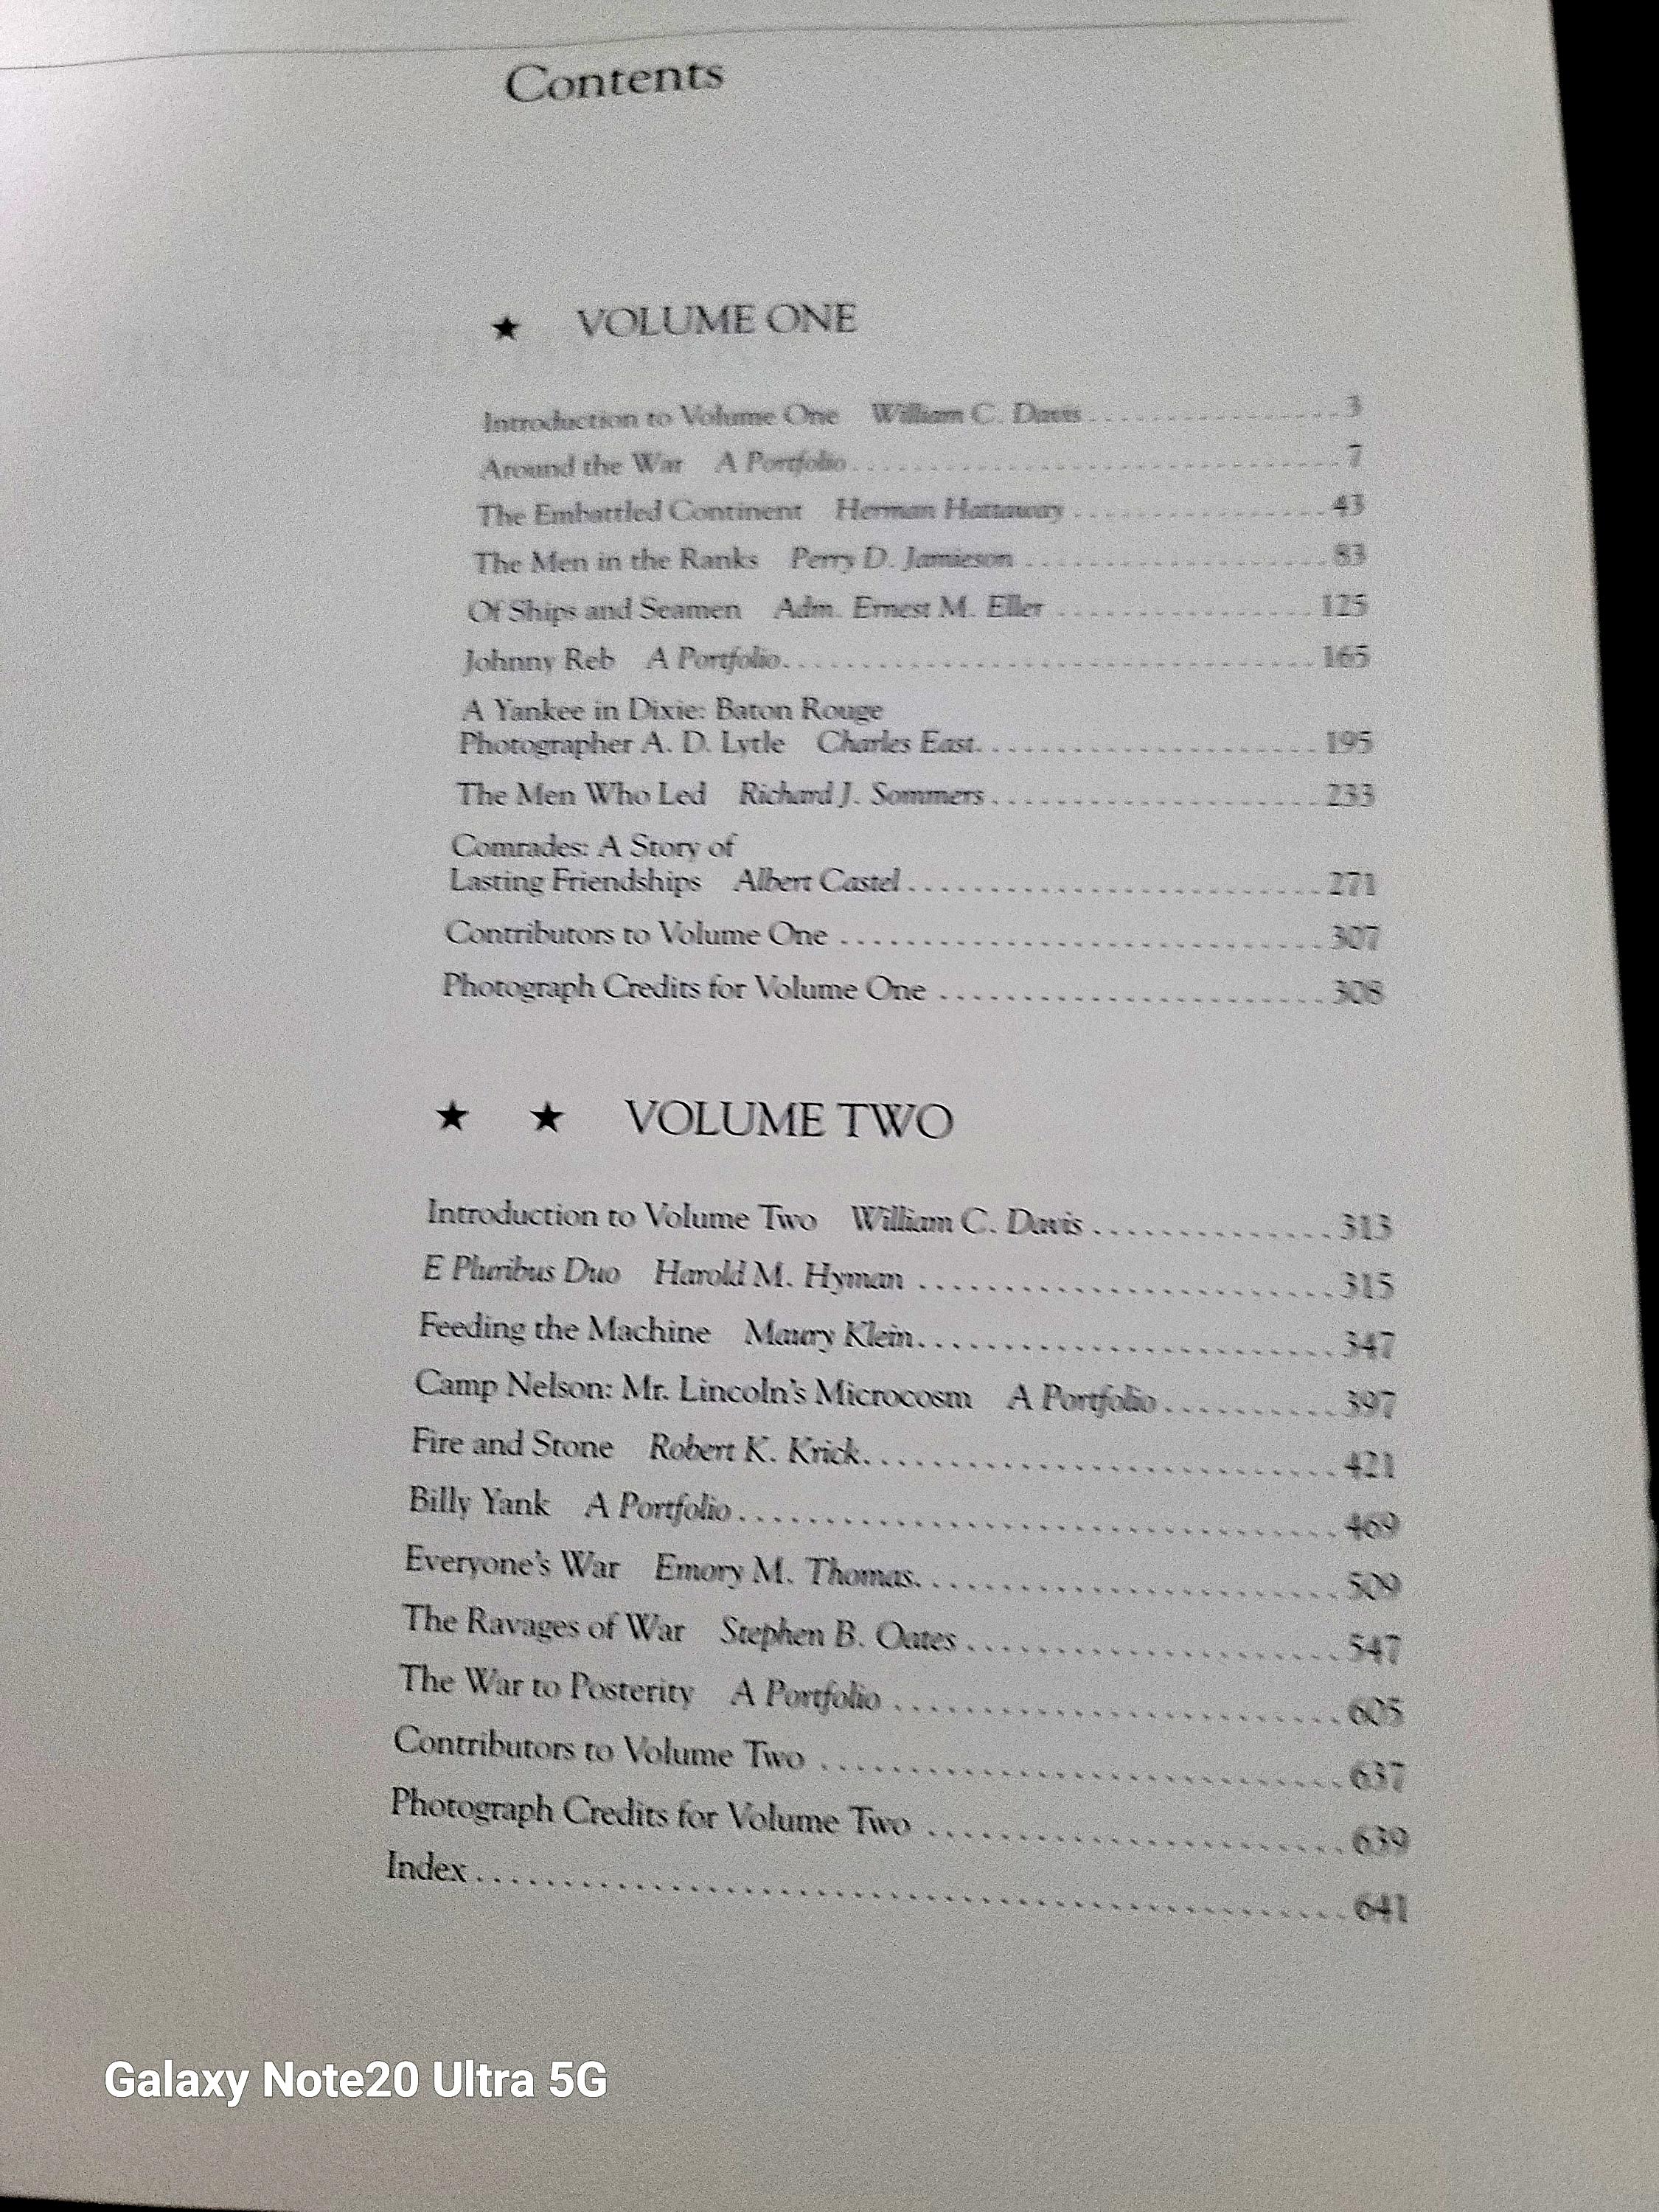 Contents
★ VOLUME ONE
Introduction to Volume One William C. Davis 3
Around the War A Portfolio 7
The Embattled Continent Herman Hattaway 43
The Men in the Ranks Perry D. Jamieson 83
Of Ships and Seamen Adm. Ernest M. Eller 125
Johnny Reb A Portfolio 165
A Yankee in Dixie: Baton Rouge
Photographer A. D. Lytle Charles East 195
The Men Who Led Richard J. Sommers 233
Comrades: A Story of
Lasting Friendships Albert Castel 271
Contributors to Volume One 307
Photograph Credits for Volume One 308
★ ★ VOLUME TWO
Introduction to Volume Two William C. Davis 313
E Pluribus Duo Harold M. Hyman 315
Feeding the Machine Maury Klein 347
Camp Nelson: Mr. Lincoln's Microcosm A Portfolio 397
Fire and Stone Robert K. Krick 421
Billy Yank A Portfolio 469
Everyone's War Emory M. Thomas 509
The Ravages of War Stephen B. Oates 547
The War to Posterity A Portfolio 605
Contributors to Volume Two 637
Photograph Credits for Volume Two 639
Index 641
Galaxy Note20 Ultra 5G